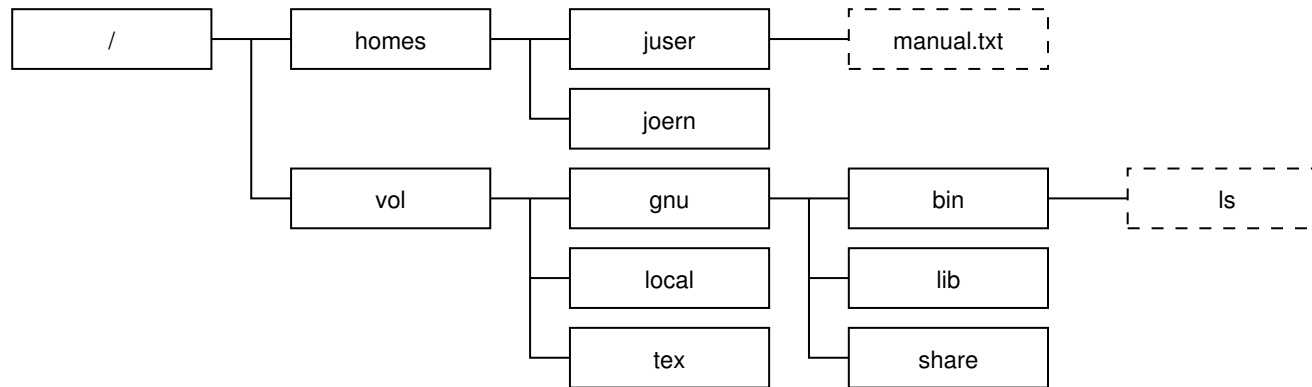 / homes juser manual.txt
joern
vol gnu bin ls
local lib
tex share